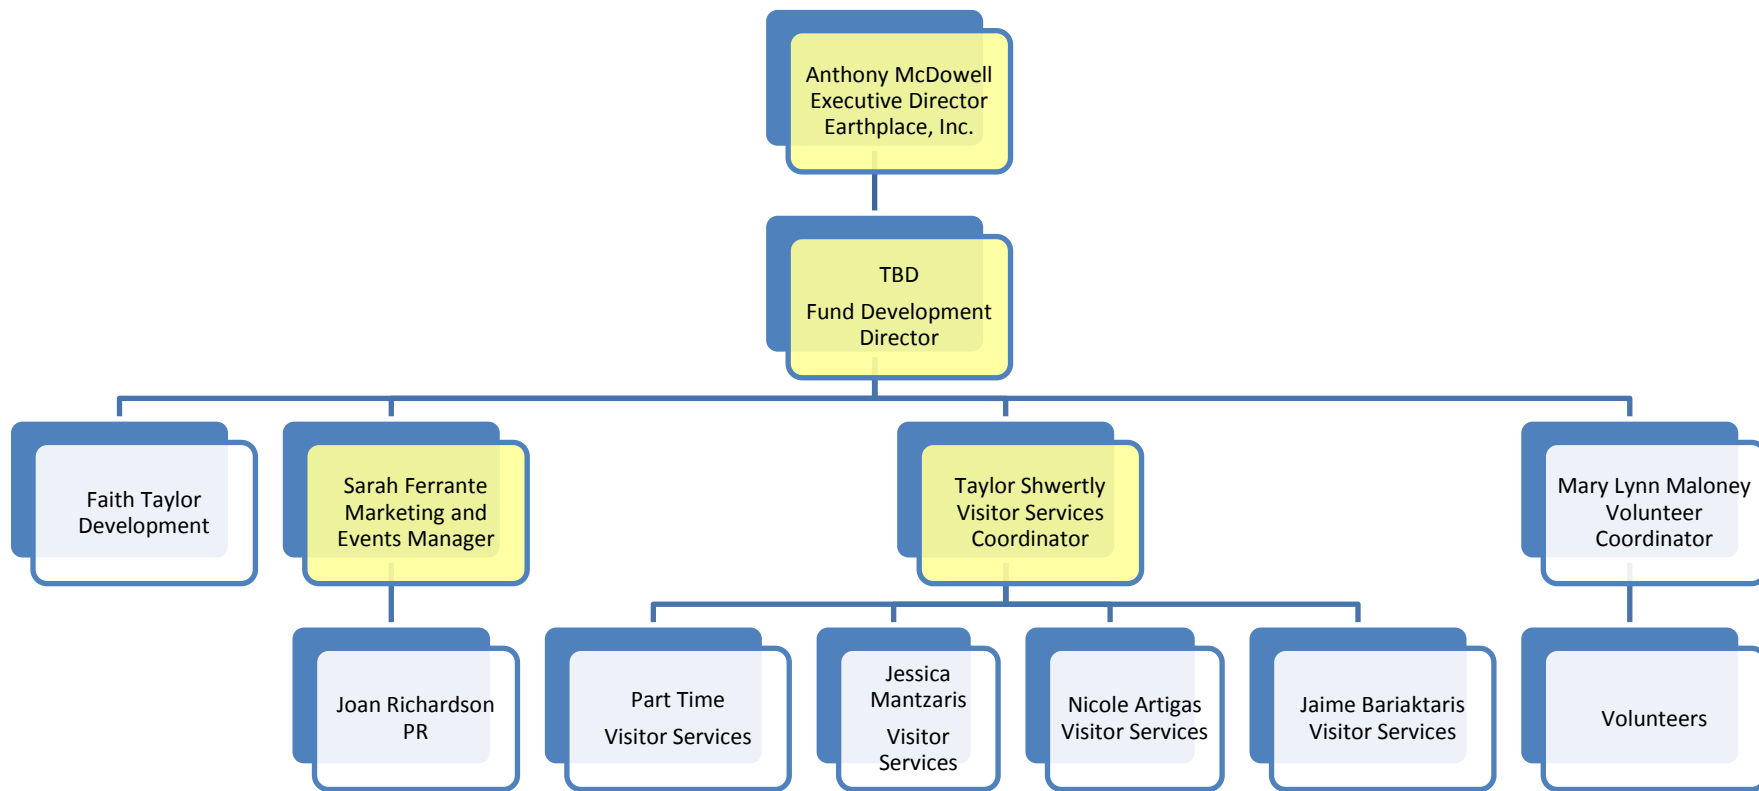 Anthony McDowell
Executive Director
Earthplace, Inc.
TBD
Fund Development
Director
Faith Taylor
Development
Sarah Ferrante
Marketing and
Events Manager
Taylor Shwertly
Visitor Services
Coordinator
Mary Lynn Maloney
Volunteer
Coordinator
Joan Richardson
PR
Part Time
Visitor Services
Jessica
Mantzaris
Visitor
Services
Nicole Artigas
Visitor Services
Jaime Bariaktaris
Visitor Services
Volunteers